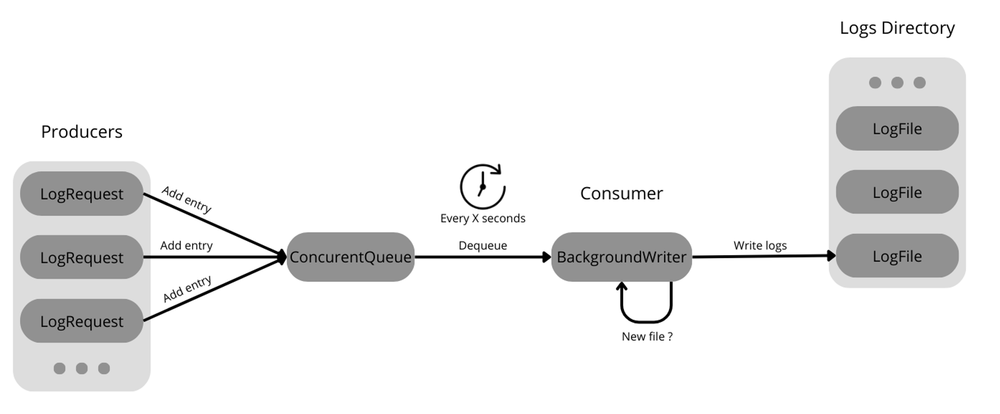 Logs Directory
LogFile
LogFile
LogFile
Producers
LogRequest
LogRequest
LogRequest
Add entry
Add entry
Add entry
ConcurentQueue
Every X seconds
Dequeue
Consumer
BackgroundWriter
New file ?
Write logs